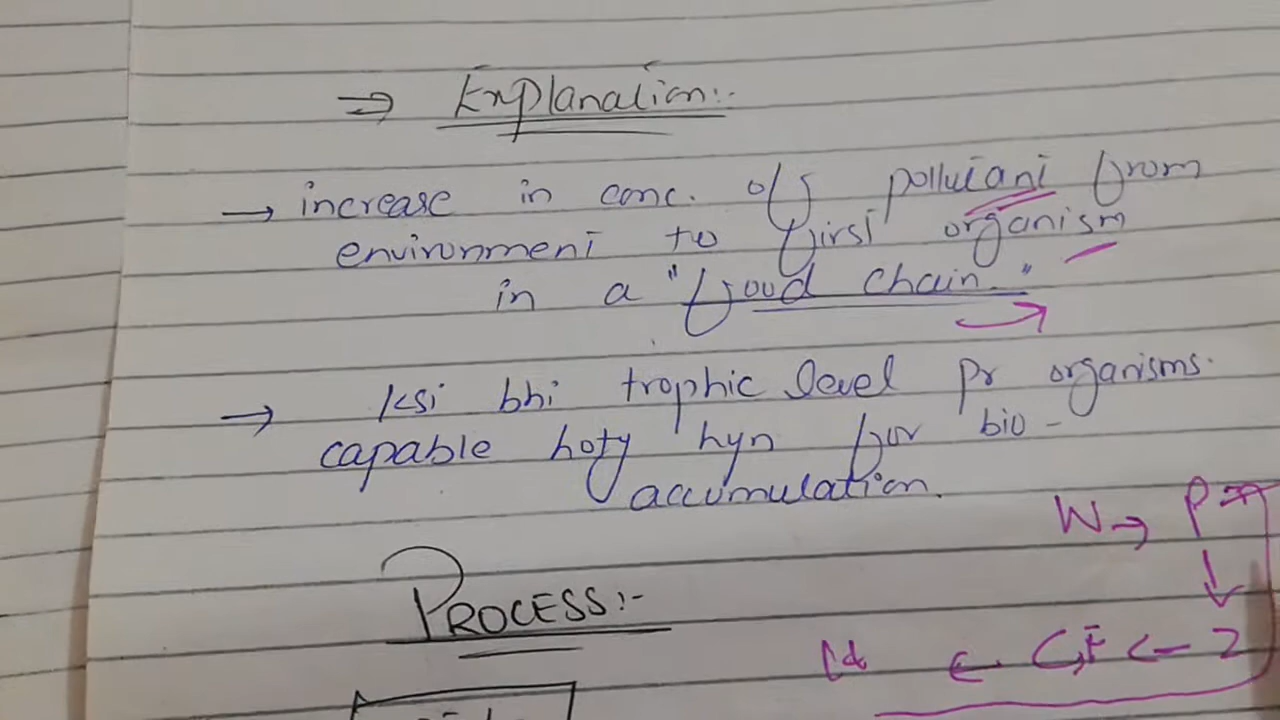 ⇒ Explanation:-
→ increase in conc. of pollutant from
environment to first organism
in a "food chain."
→ ksi bhi trophic level pr organisms.
capable hoty hyn for bio-
accumulation.
W → P
PROCESS:-
← C,F ← Z